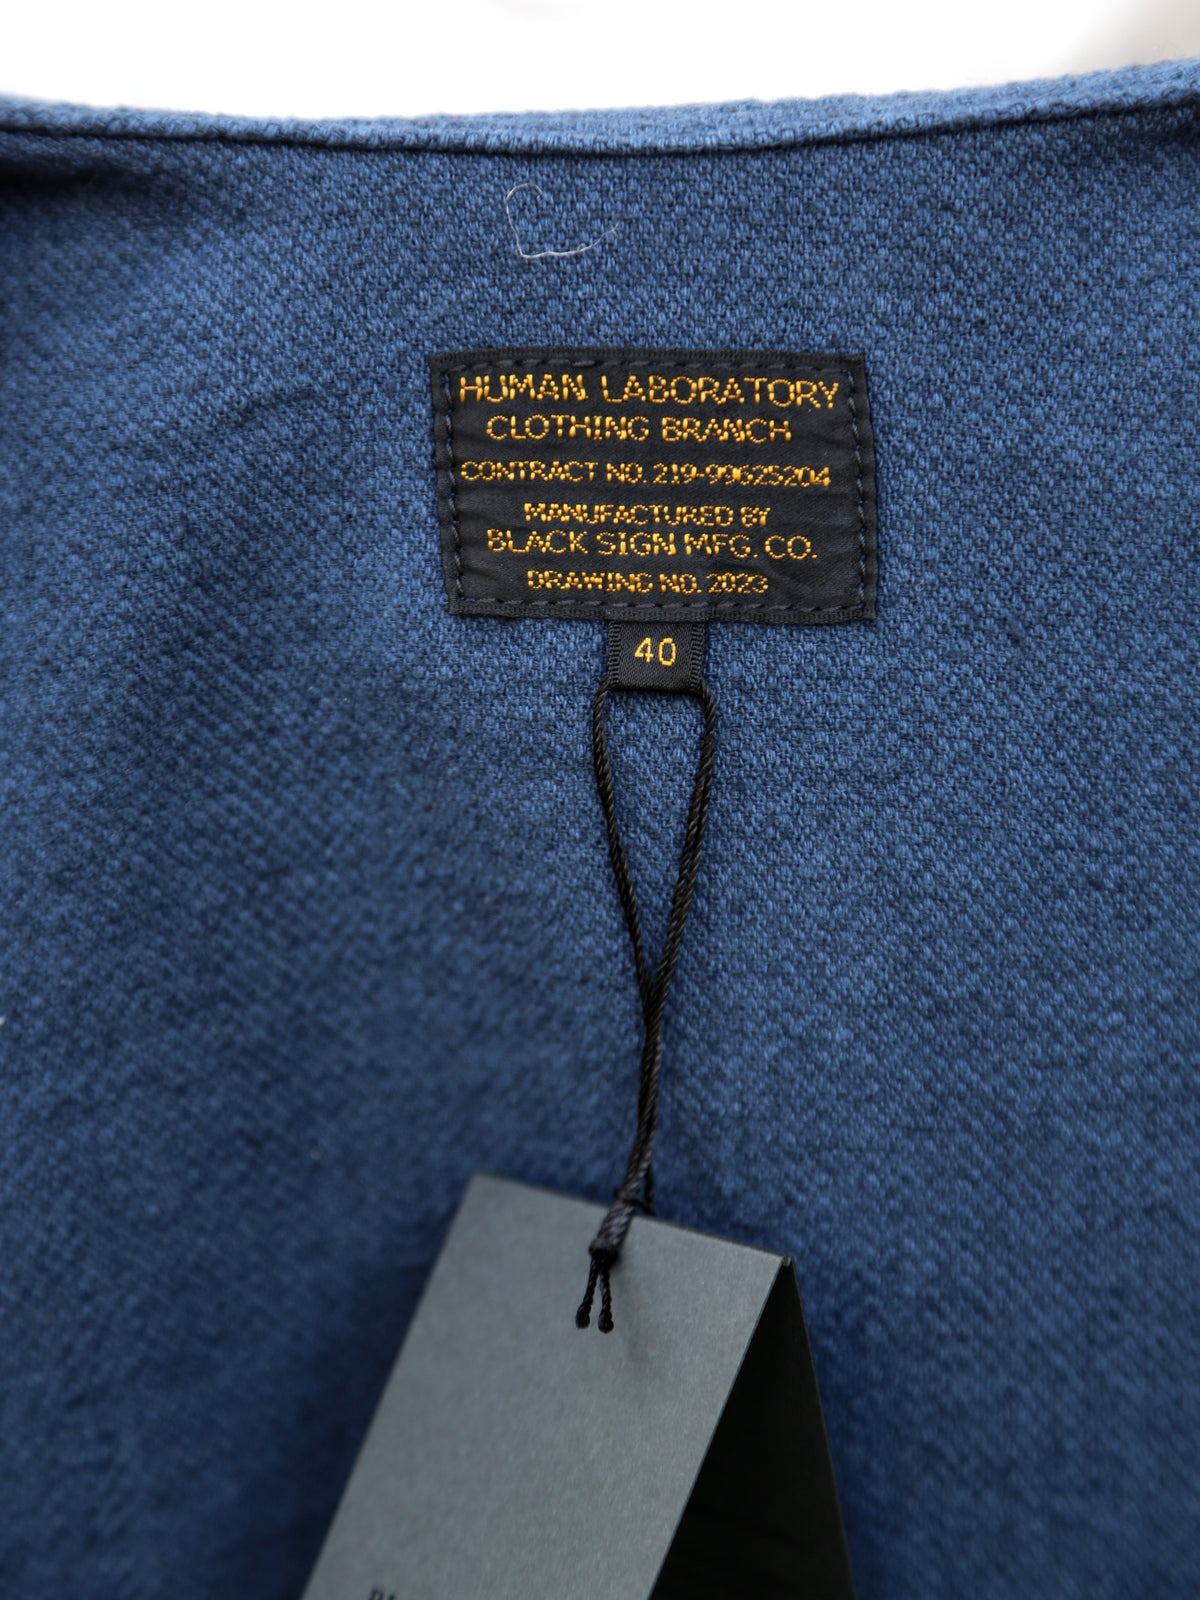 HUMAN LABORATORY
CLOTHING BRANCH
CONTRACT NO. 219-99625204
MANUFACTURED BY
BLACK SIGN MFG. CO.
DRAWING NO. 2023
40